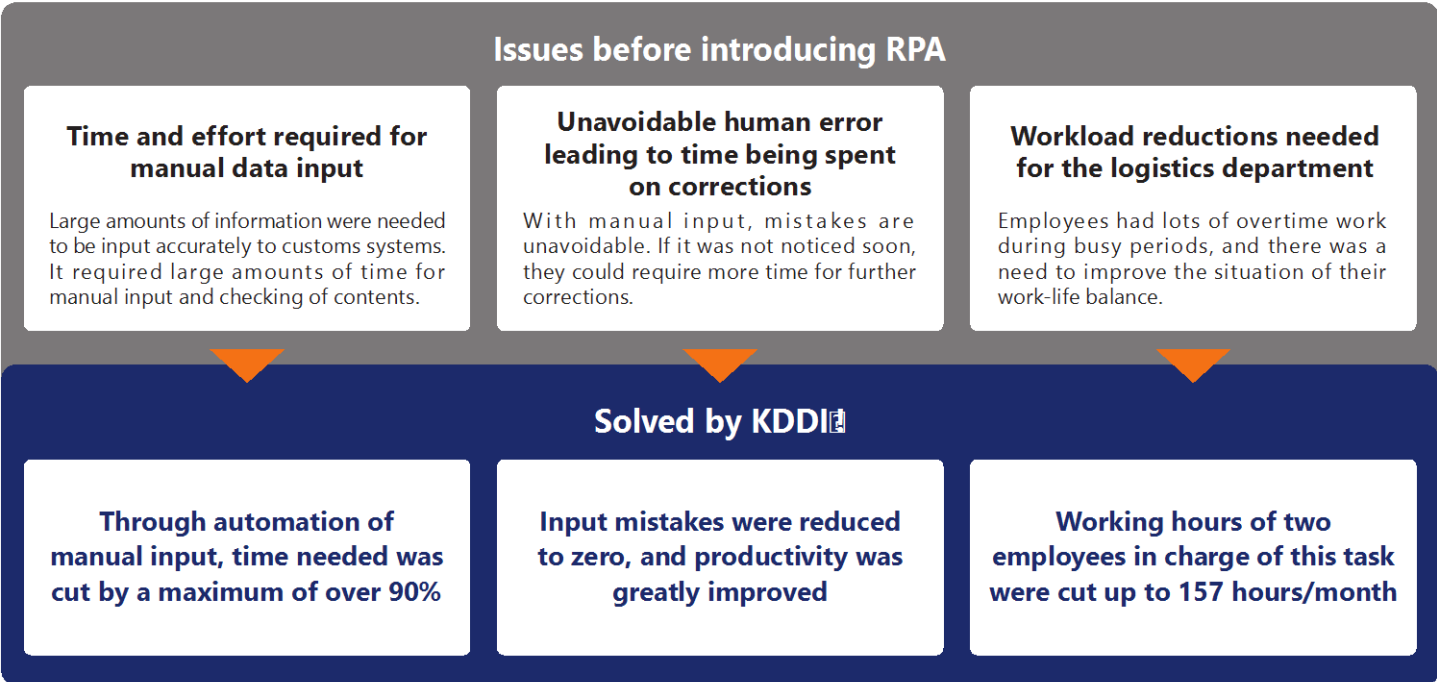 Issues before introducing RPA
Time and effort required for
manual data input
Large amounts of information were needed
to be input accurately to customs systems.
It required large amounts of time for
manual input and checking of contents.
Unavoidable human error
leading to time being spent
on corrections
With manual input, mistakes are
unavoidable. If it was not noticed soon,
they could require more time for further
corrections.
Workload reductions needed
for the logistics department
Employees had lots of overtime work
during busy periods, and there was a
need to improve the situation of their
work-life balance.
Solved by KDDI
Through automation of
manual input, time needed was
cut by a maximum of over 90%
Input mistakes were reduced
to zero, and productivity was
greatly improved
Working hours of two
employees in charge of this task
were cut up to 157 hours/month